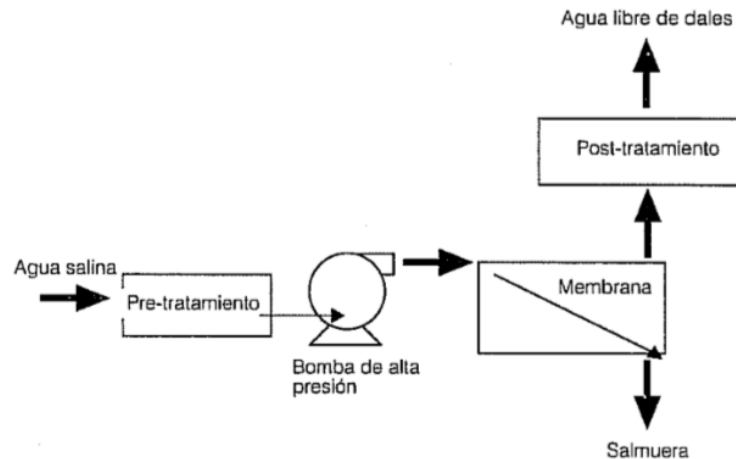 Agua libre de dales
Post-tratamiento
Agua salina
Pre-tratamiento
Membrana
Bomba de alta
presión
Salmuera